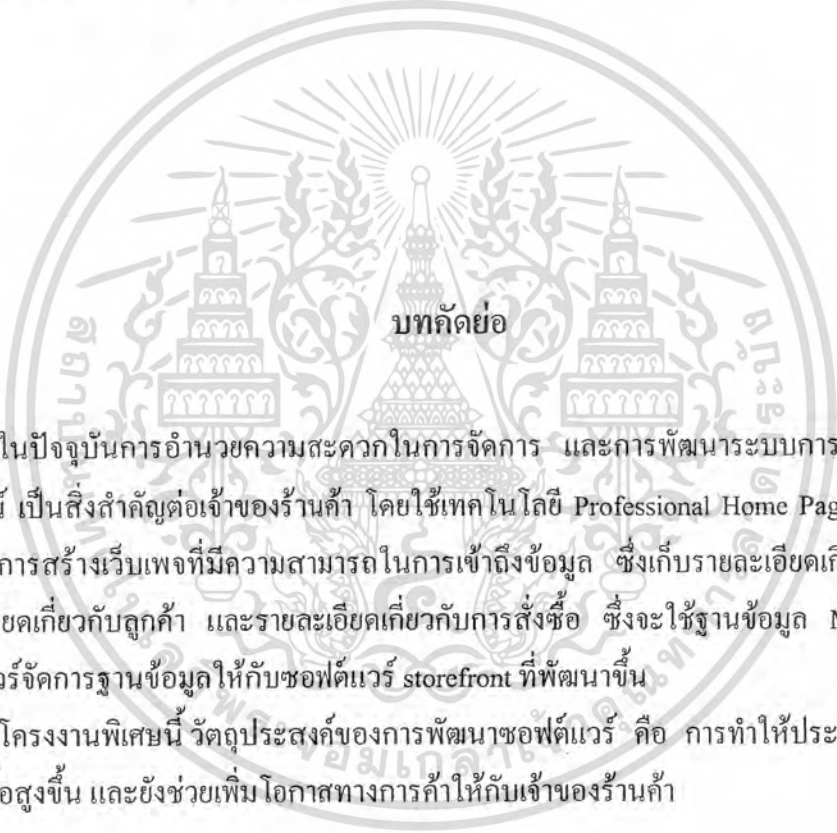 บทคัดย่อ
ในปัจจุบันการอำนวยความสะดวกในการจัดการ และการพัฒนาระบบการ
์ เป็นสิ่งสำคัญต่อเจ้าของร้านค้า โดยใช้เทคโนโลยี Professional Home Pag
การสร้างเว็บเพจที่มีความสามารถในการเข้าถึงข้อมูล ซึ่งเก็บรายละเอียดเกี่
ยดเกี่ยวกับลูกค้า และรายละเอียดเกี่ยวกับการสั่งซื้อ ซึ่งจะใช้ฐานข้อมูล
วร์จัดการฐานข้อมูลให้กับซอฟต์แวร์ storefront ที่พัฒนาขึ้น
โครงงานพิเศษนี้ วัตถุประสงค์ของการพัฒนาซอฟต์แวร์ คือ การทำให้ประ
อสูงขึ้น และยังช่วยเพิ่มโอกาสทางการค้าให้กับเจ้าของร้านค้า